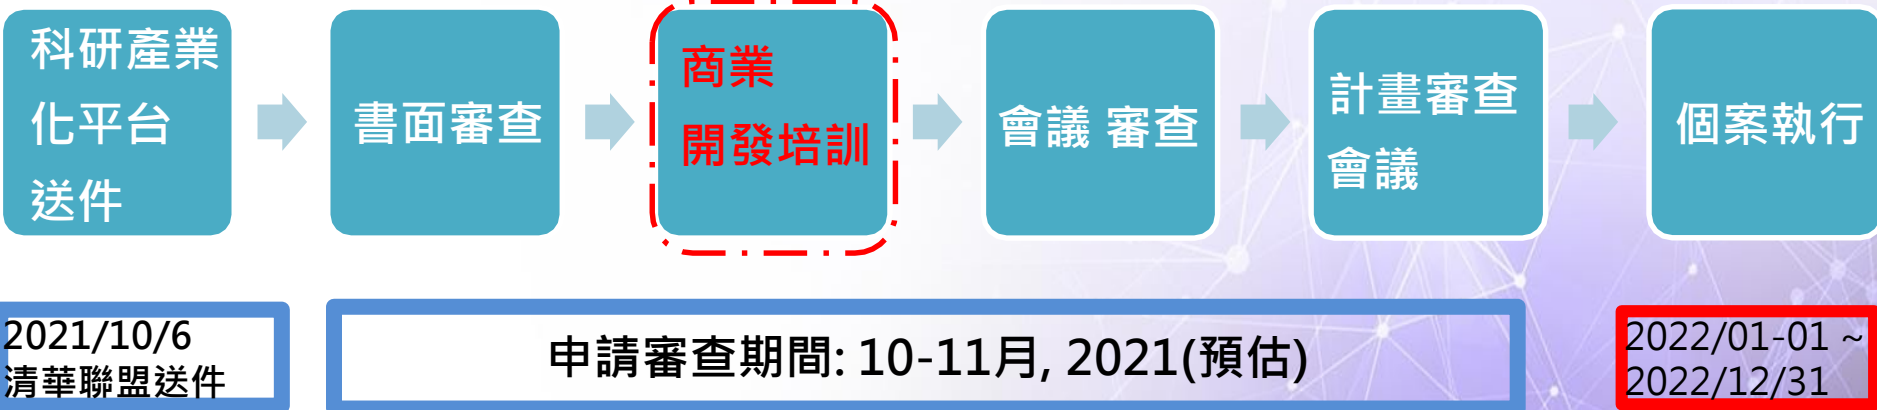 科研產業
化平台
送件
書面審查
商業
開發培訓
會議 審查
計畫審查
會議
個案執行
2021/10/6
清華聯盟送件
申請審查期間: 10-11月, 2021(預估)
2022/01-01 ~
2022/12/31